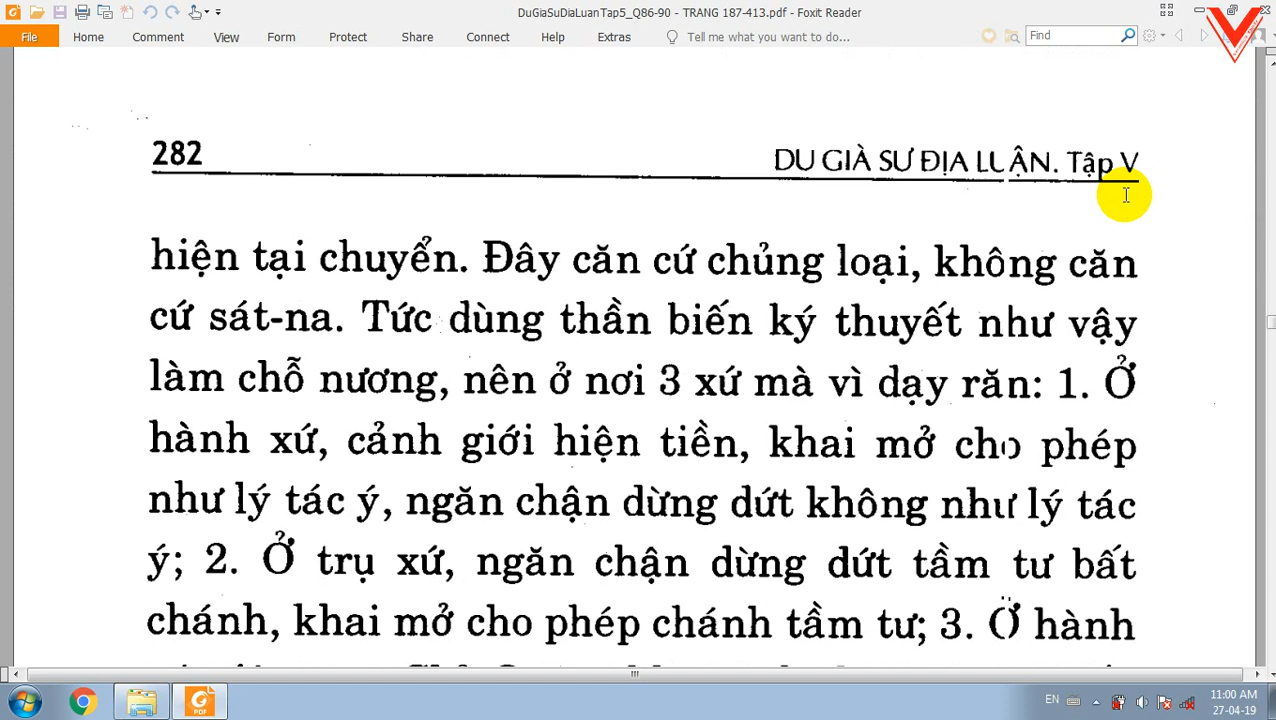 DuGiaSuDiaLuanTap5_Q86-90 - TRANG 187-413.pdf - Foxit Reader
File Home Comment View Form Protect Share Connect Help Extras Tell me what you want to do... Find
282 DU GIÀ SƯ ĐỊA LUẬN. Tập V
hiện tại chuyển. Đây căn cứ chủng loại, không căn
cứ sát-na. Tức dùng thần biến ký thuyết như vậy
làm chỗ nương, nên ở nơi 3 xứ mà vì dạy răn: 1. Ở
hành xứ, cảnh giới hiện tiền, khai mở cho phép
như lý tác ý, ngăn chận dừng dứt không như lý tác
ý; 2. Ở trụ xứ, ngăn chận dừng dứt tầm tư bất
chánh, khai mở cho phép chánh tầm tư; 3. Ở hành
EN 11:00 AM
27-04-19